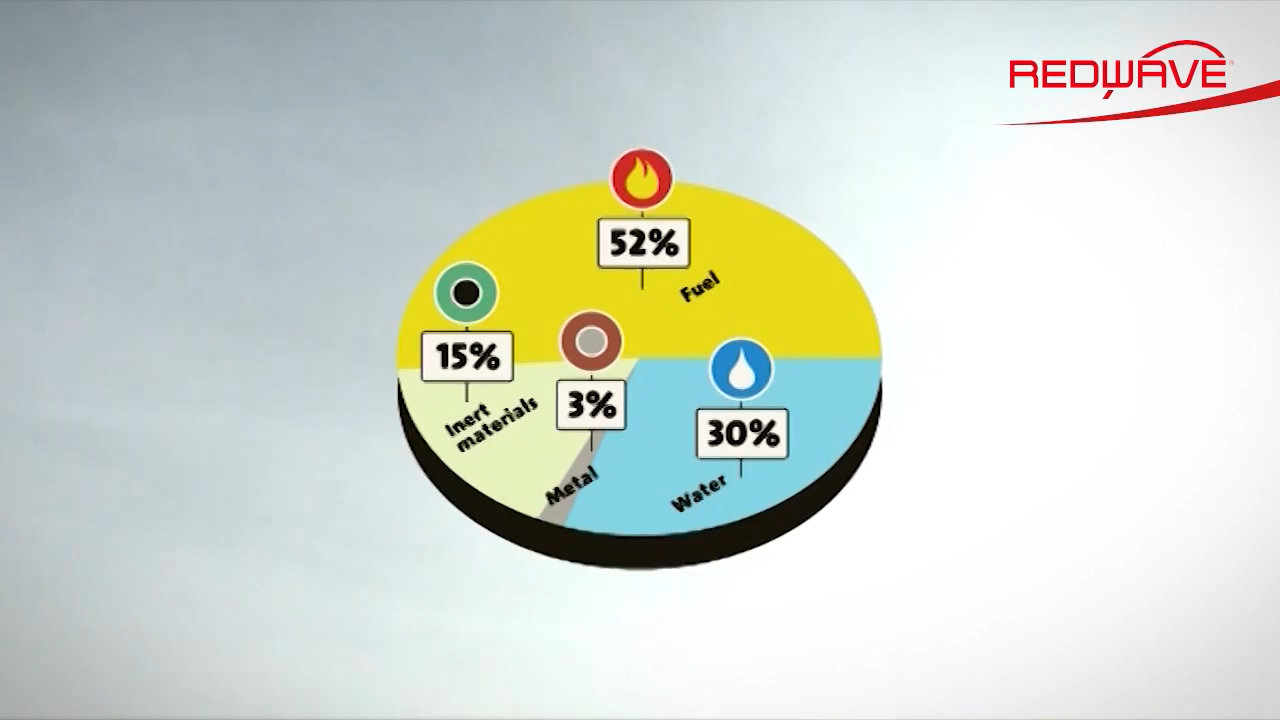 REDWAVE
52%
Fuel
15%
Inert
materials
3%
Metal
30%
Water